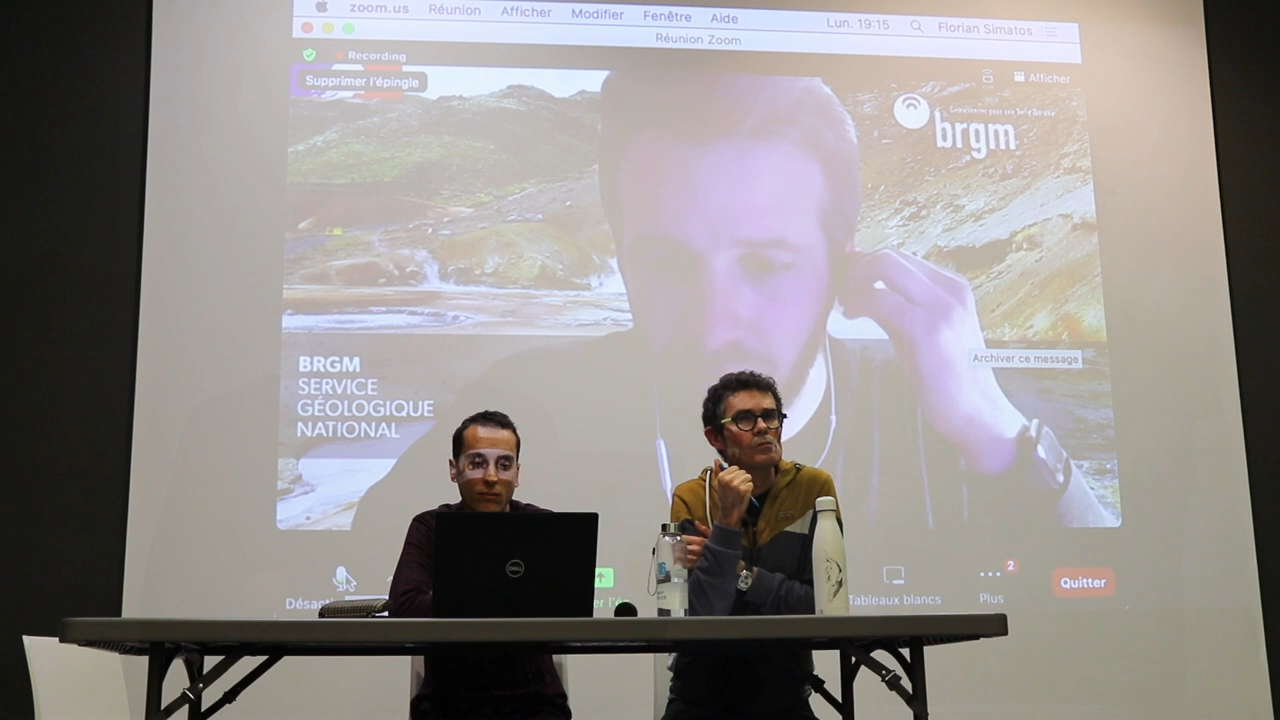 zoom.us Réunion Afficher Modifier Fenêtre Aide Lun. 19:15 Florian Simatos
Réunion Zoom
Recording
Supprimer l'épingle
Afficher
brgm
Archiver ce message
BRGM
SERVICE
GÉOLOGIQUE
NATIONAL
DELL
2
Tableaux blancs
Plus
Quitter